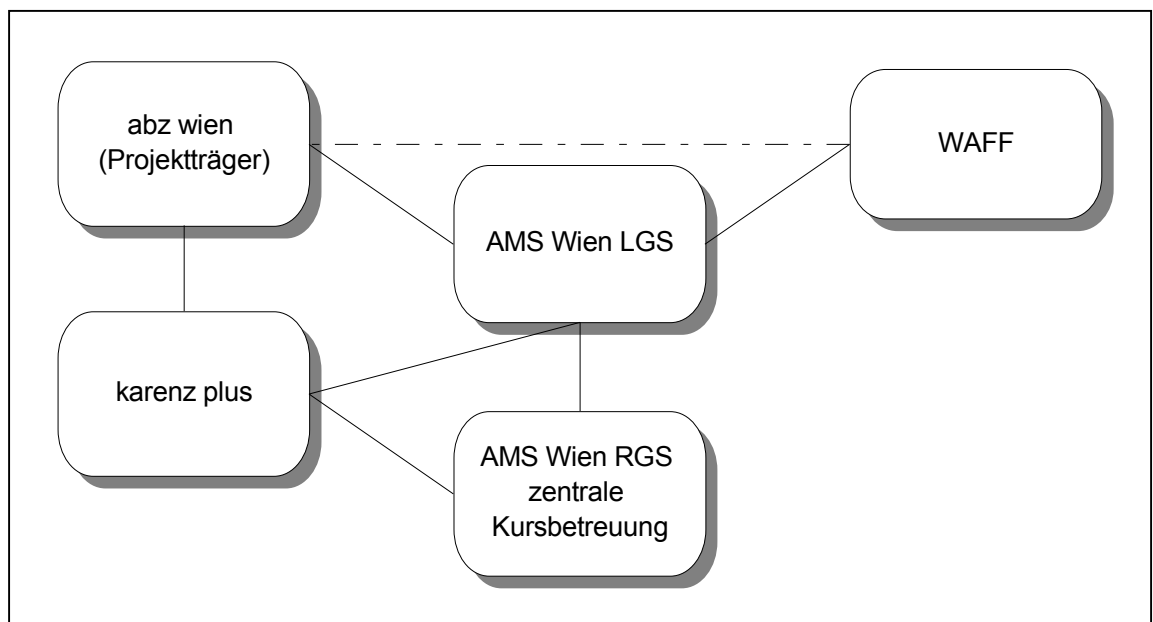 abz wien
(Projektträger)
WAFF
AMS Wien LGS
karenz plus
AMS Wien RGS
zentrale
Kursbetreuung